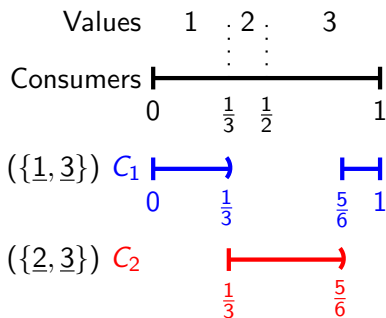 Values 1 2 3
Consumers
0 1/3 1/2 1
({1, 3}) C₁
0 1/3 5/6 1
({2, 3}) C₂
1/3 5/6